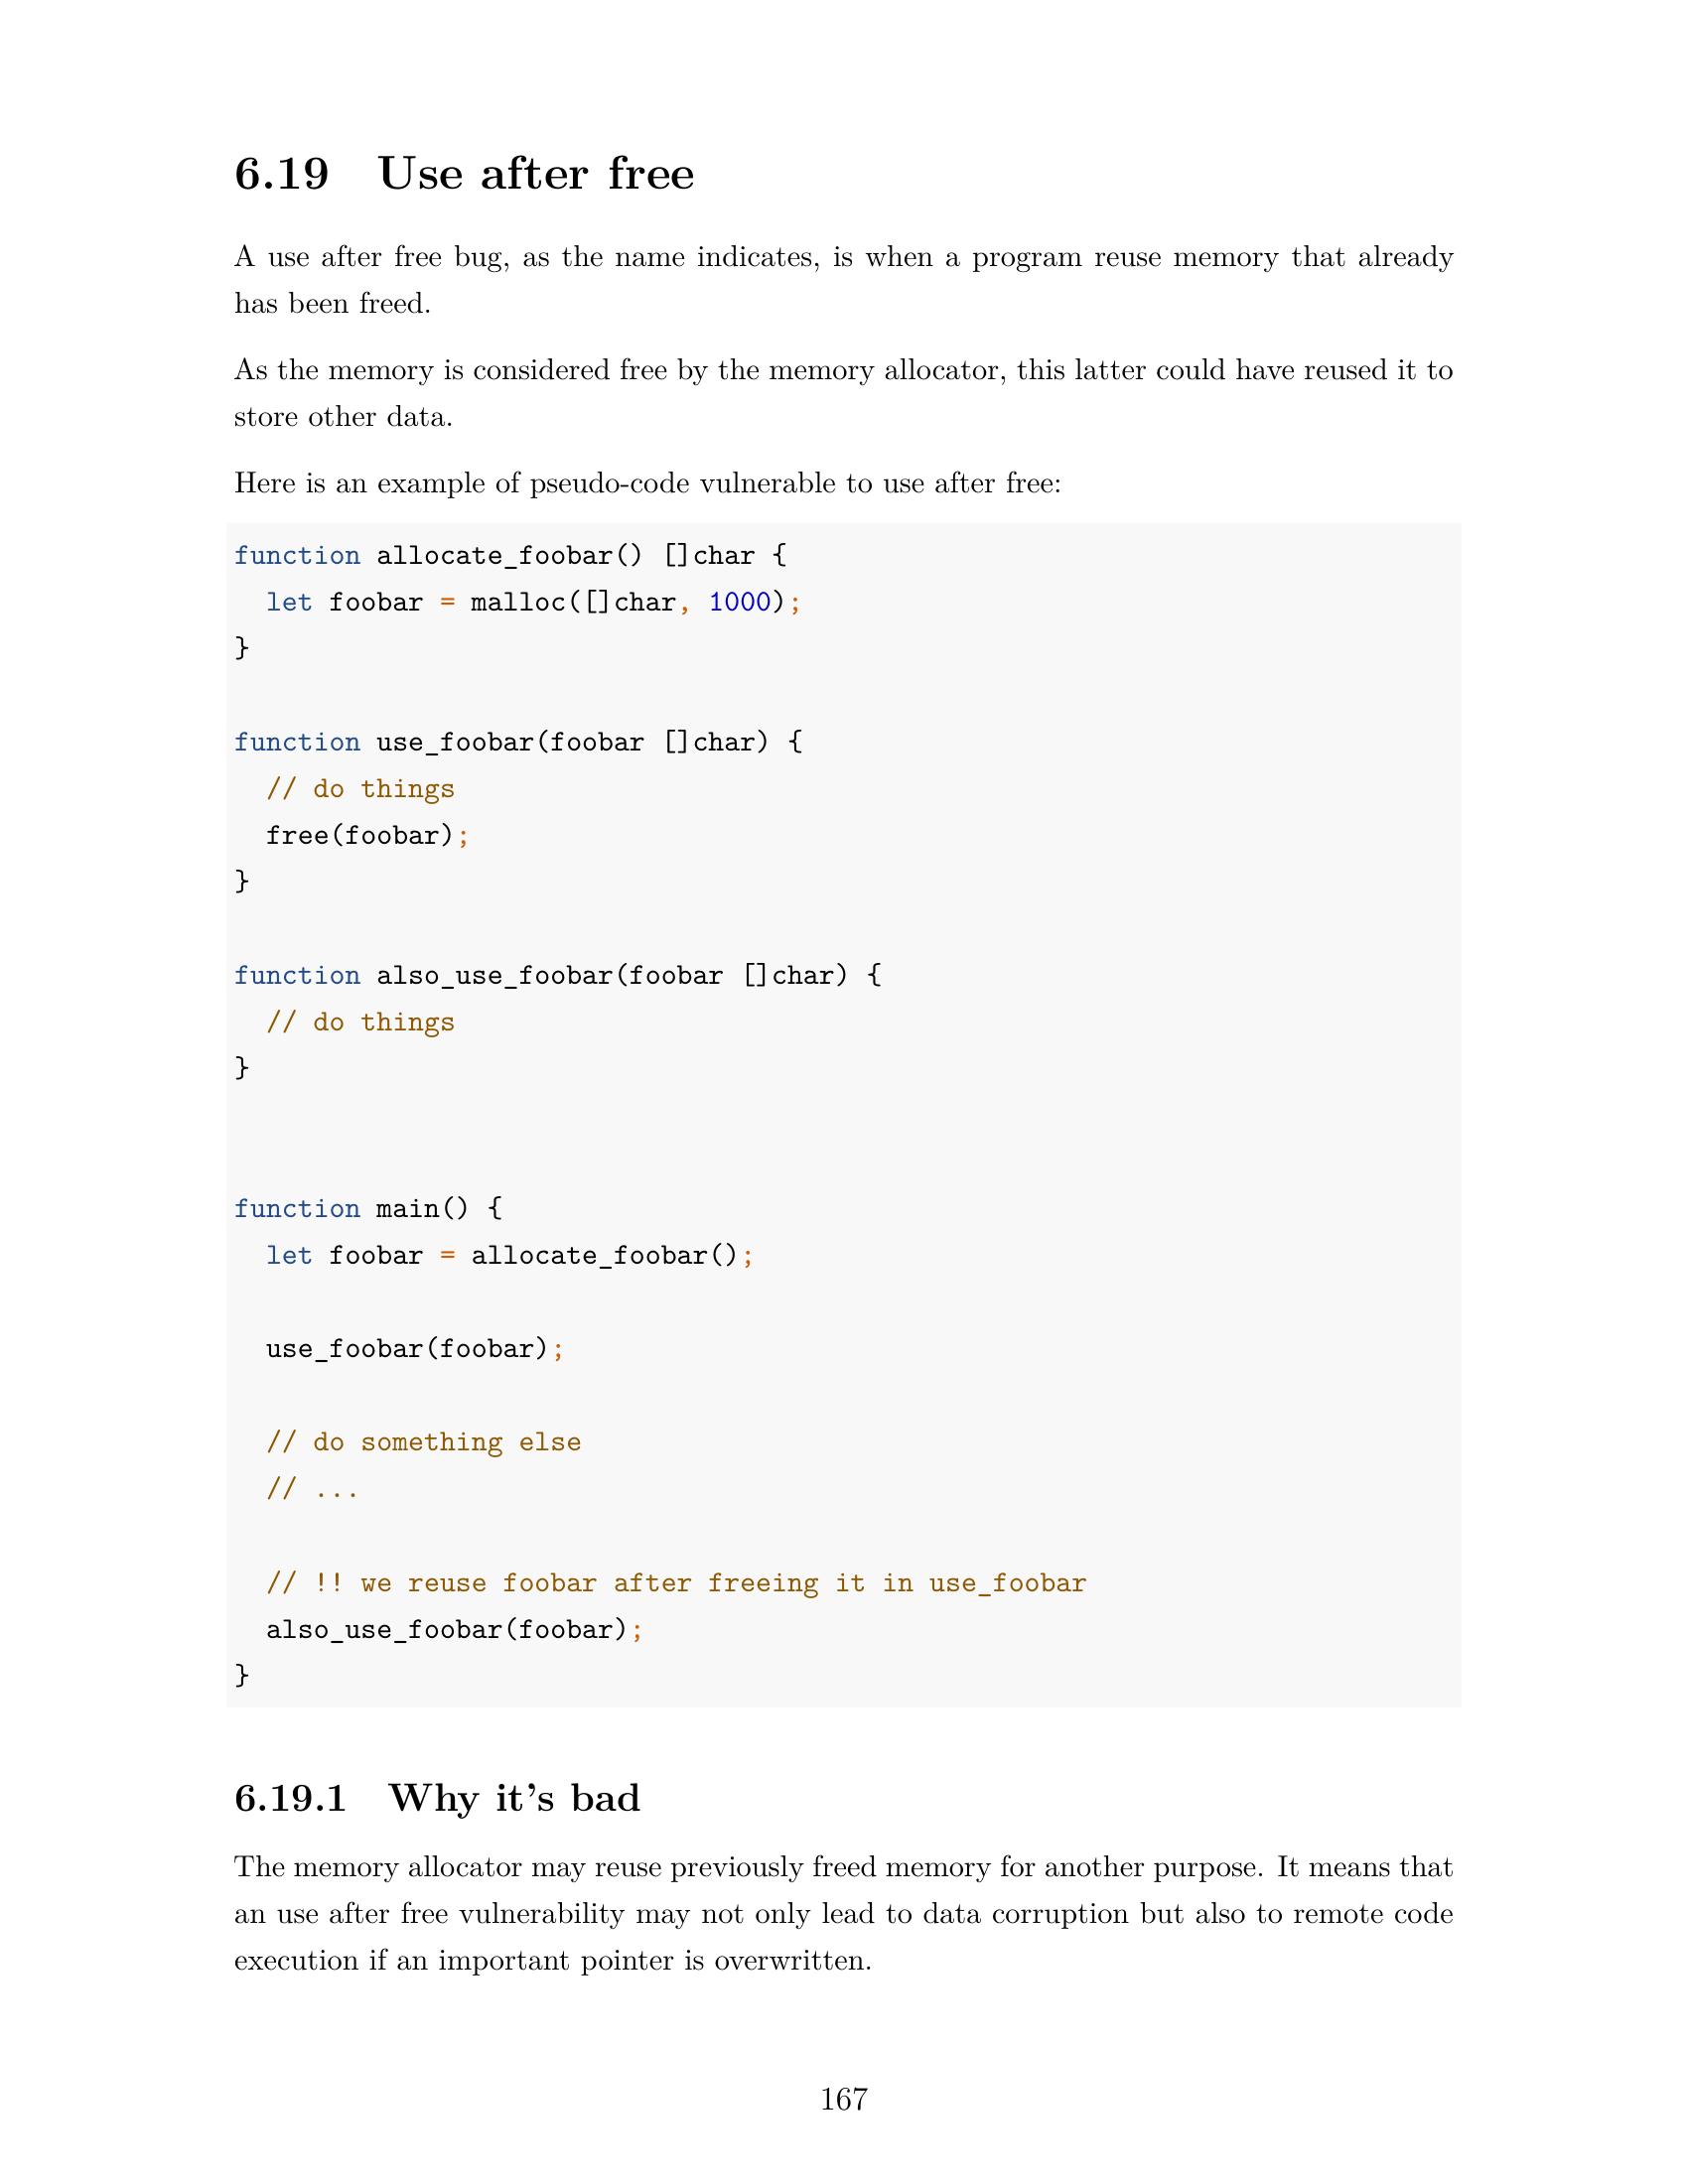 6.19 Use after free
A use after free bug, as the name indicates, is when a program reuse memory that already
has been freed.
As the memory is considered free by the memory allocator, this latter could have reused it to
store other data.
Here is an example of pseudo-code vulnerable to use after free:
function allocate_foobar() []char {
  let foobar = malloc([]char, 1000);
}
function use_foobar(foobar []char) {
  // do things
  free(foobar);
}
function also_use_foobar(foobar []char) {
  // do things
}
function main() {
  let foobar = allocate_foobar();
  use_foobar(foobar);
  // do something else
  // ...
  // !! we reuse foobar after freeing it in use_foobar
  also_use_foobar(foobar);
}
6.19.1 Why it's bad
The memory allocator may reuse previously freed memory for another purpose. It means that
an use after free vulnerability may not only lead to data corruption but also to remote code
execution if an important pointer is overwritten.
167